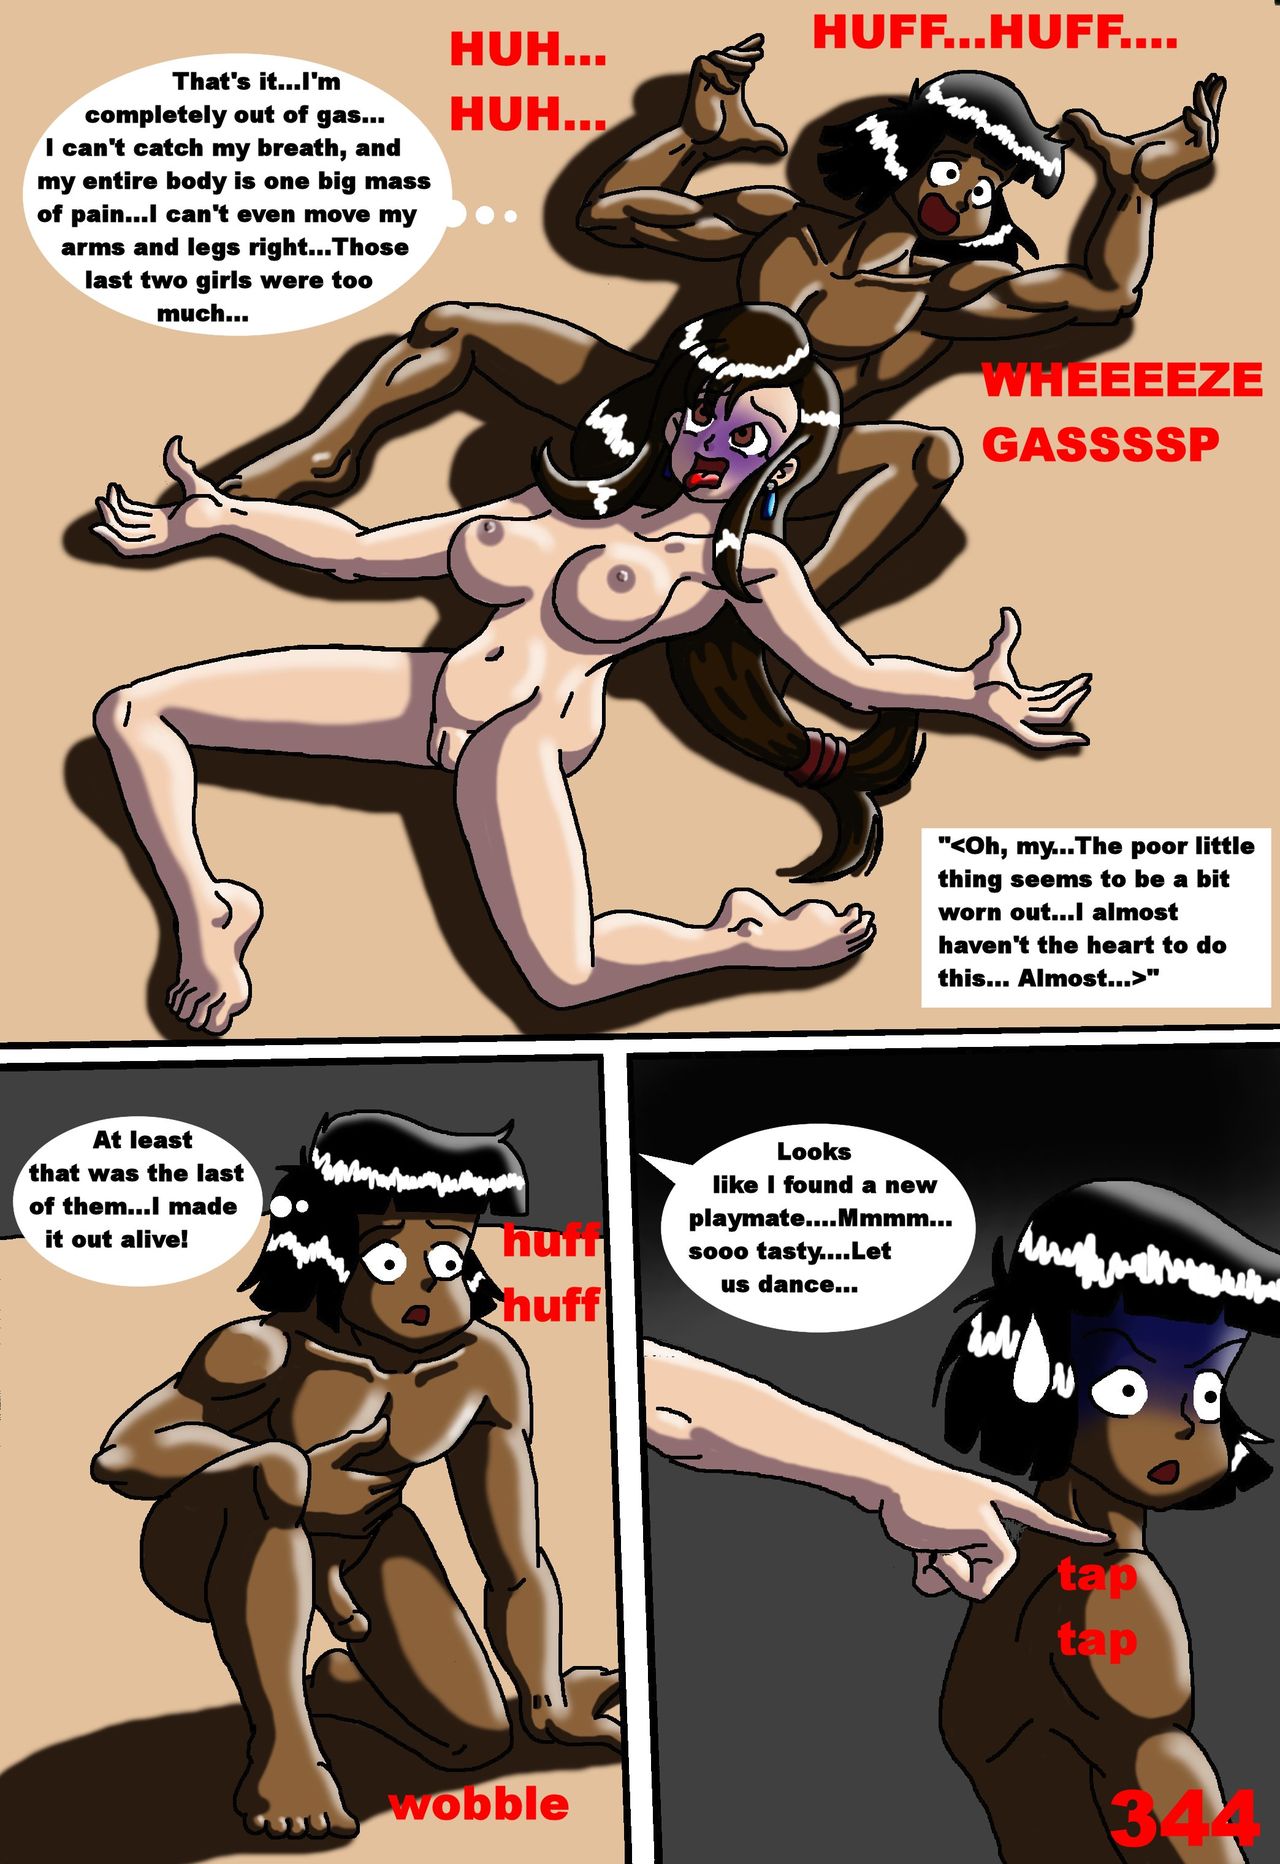 HUH...
HUH...
HUFF...HUFF....
That's it...I'm
completely out of gas...
I can't catch my breath, and
my entire body is one big mass
of pain...I can't even move my
arms and legs right...Those
last two girls were too
much...
WHEEEEZE
GASSSSP
"<Oh, my...The poor little
thing seems to be a bit
worn out...I almost
haven't the heart to do
this... Almost...>"
At least
that was the last
of them...I made
it out alive!
huff
huff
wobble
Looks
like I found a new
playmate....Mmmm...
sooo tasty....Let
us dance...
tap
tap
344